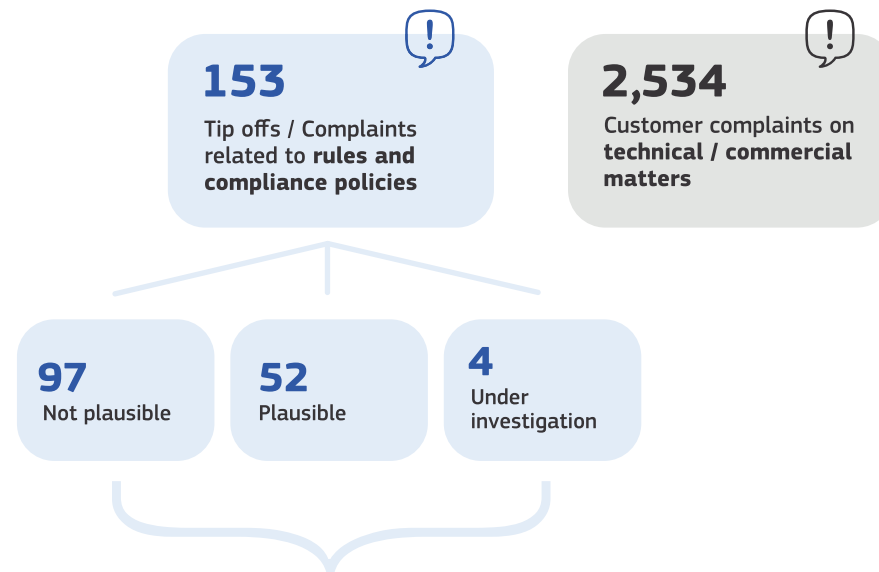 153
Tip offs / Complaints
related to rules and
compliance policies
2,534
Customer complaints on
technical / commercial
matters
97
Not plausible
52
Plausible
4
Under
investigation